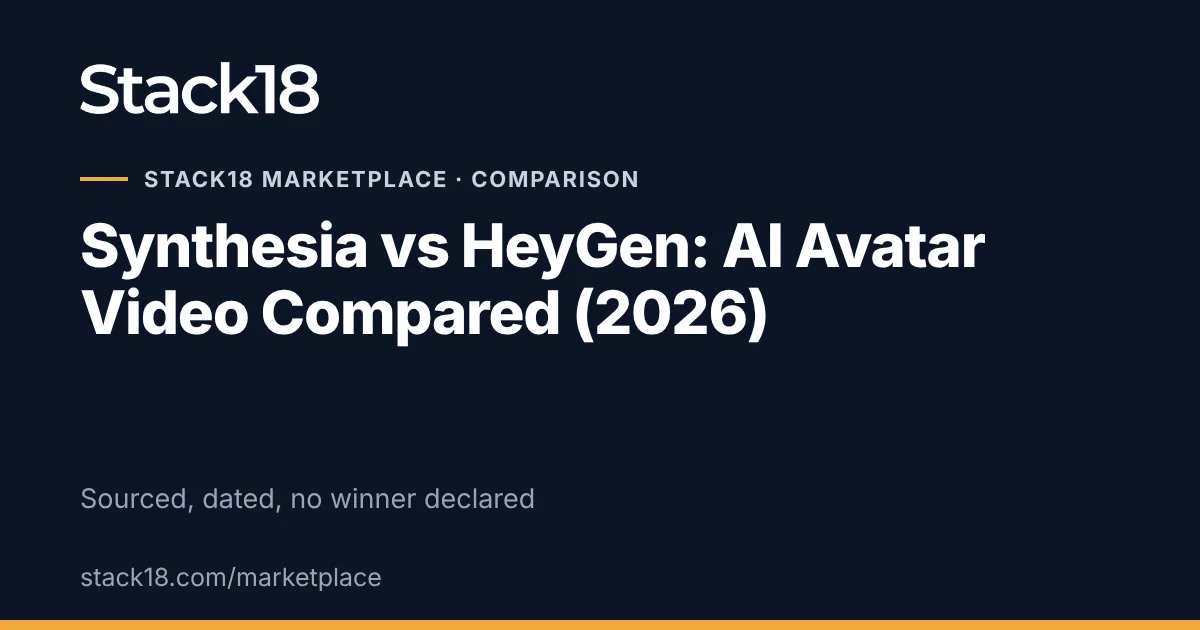 Stack18
STACK18 MARKETPLACE · COMPARISON
Synthesia vs HeyGen: AI Avatar
Video Compared (2026)
Sourced, dated, no winner declared
stack18.com/marketplace